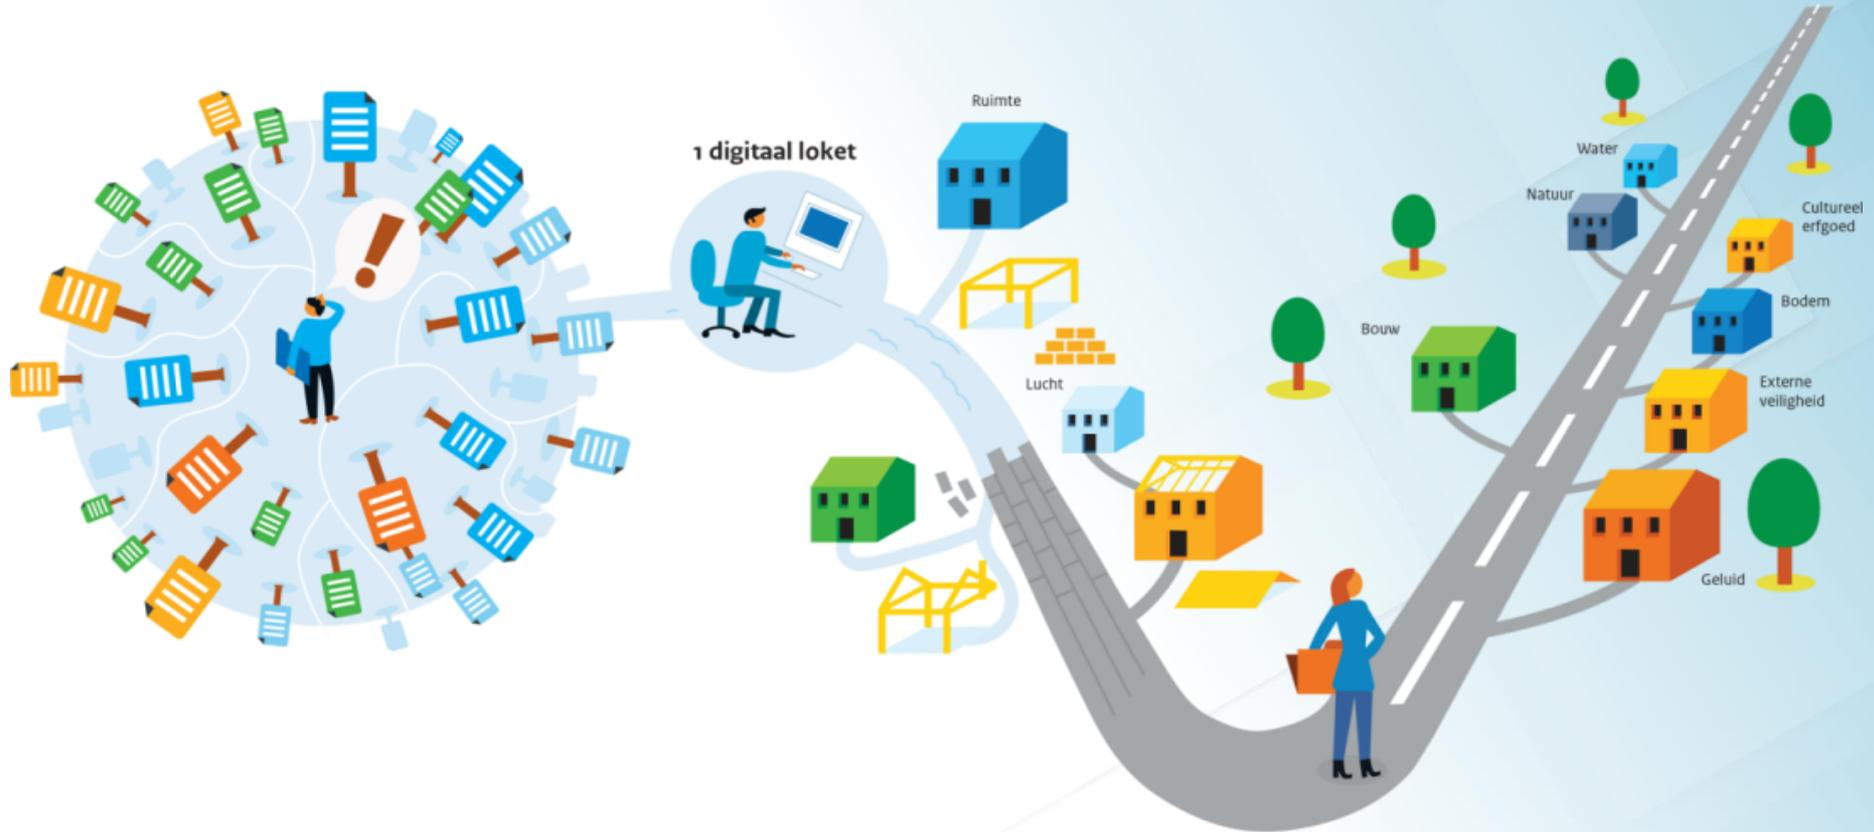 1 digitaal loket
Ruimte
Lucht
Bouw
Natuur
Water
Cultureel
erfgoed
Bodem
Externe
veiligheid
Geluid